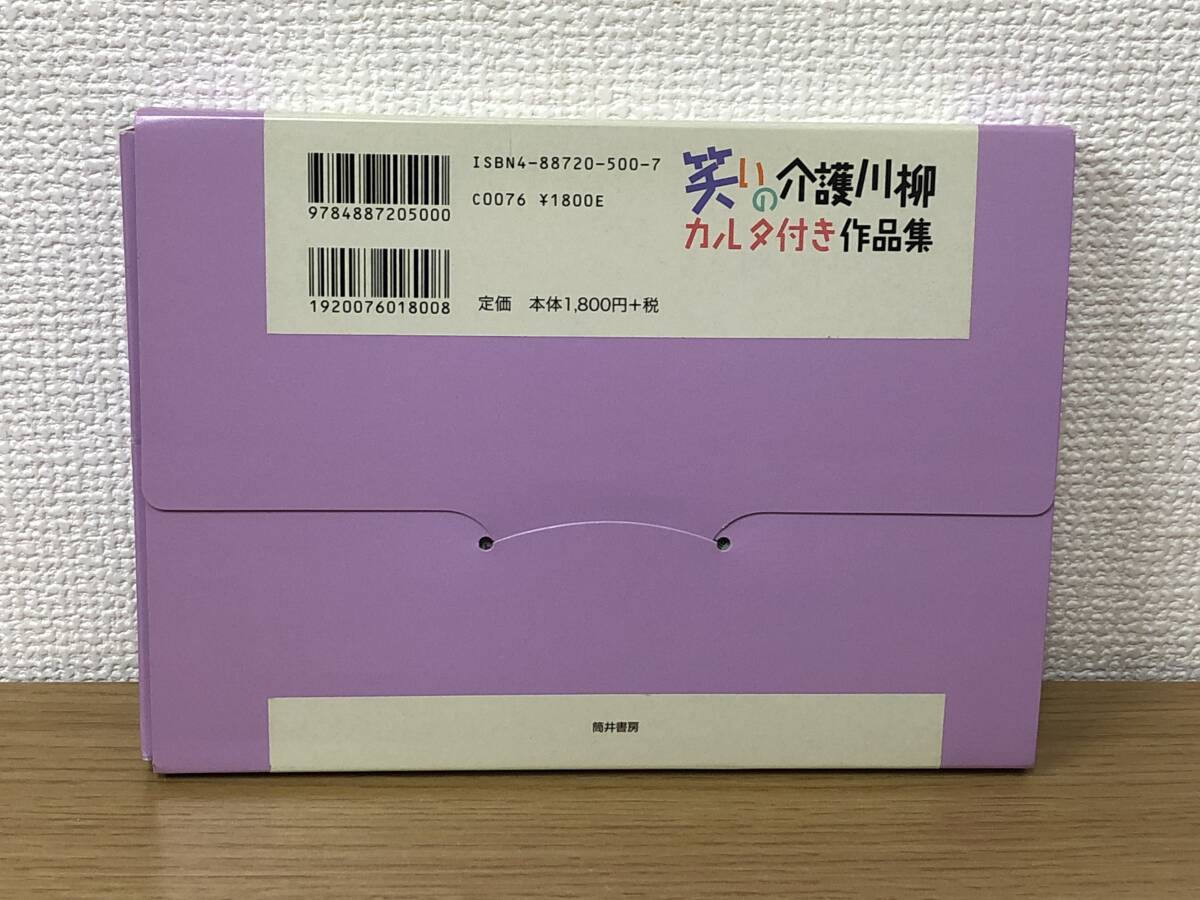 ISBN4-88720-500-7
C0076 ¥1800E
9784887205000
1920076018008
定価 本体1,800円+税
笑いの介護川柳
カルタ付き作品集
筒井書房